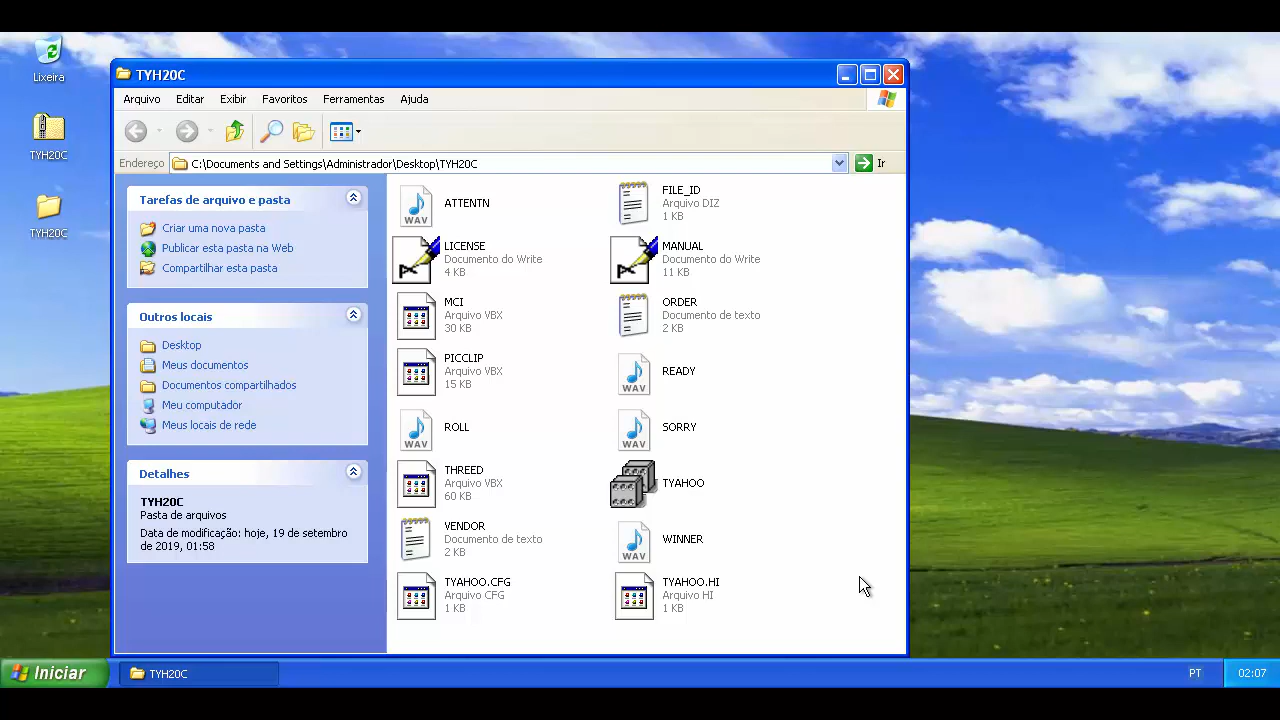 Lixeira
TYH20C
TYH20C
TYH20C
Arquivo Editar Exibir Favoritos Ferramentas Ajuda
Endereço C:\Documents and Settings\Administrador\Desktop\TYH20C Ir
Tarefas de arquivo e pasta
Criar uma nova pasta
Publicar esta pasta na Web
Compartilhar esta pasta
Outros locais
Desktop
Meus documentos
Documentos compartilhados
Meu computador
Meus locais de rede
Detalhes
TYH20C
Pasta de arquivos
Data de modificação: hoje, 19 de setembro
de 2019, 01:58
WAV
ATTENTN
FILE_ID
Arquivo DIZ
1 KB
LICENSE
Documento do Write
4 KB
MANUAL
Documento do Write
11 KB
MCI
Arquivo VBX
30 KB
ORDER
Documento de texto
2 KB
PICCLIP
Arquivo VBX
15 KB
WAV
READY
WAV
ROLL
WAV
SORRY
THREED
Arquivo VBX
60 KB
TYAHOO
VENDOR
Documento de texto
2 KB
WAV
WINNER
TYAHOO.CFG
Arquivo CFG
1 KB
TYAHOO.HI
Arquivo HI
1 KB
Iniciar
TYH20C
PT
02:07